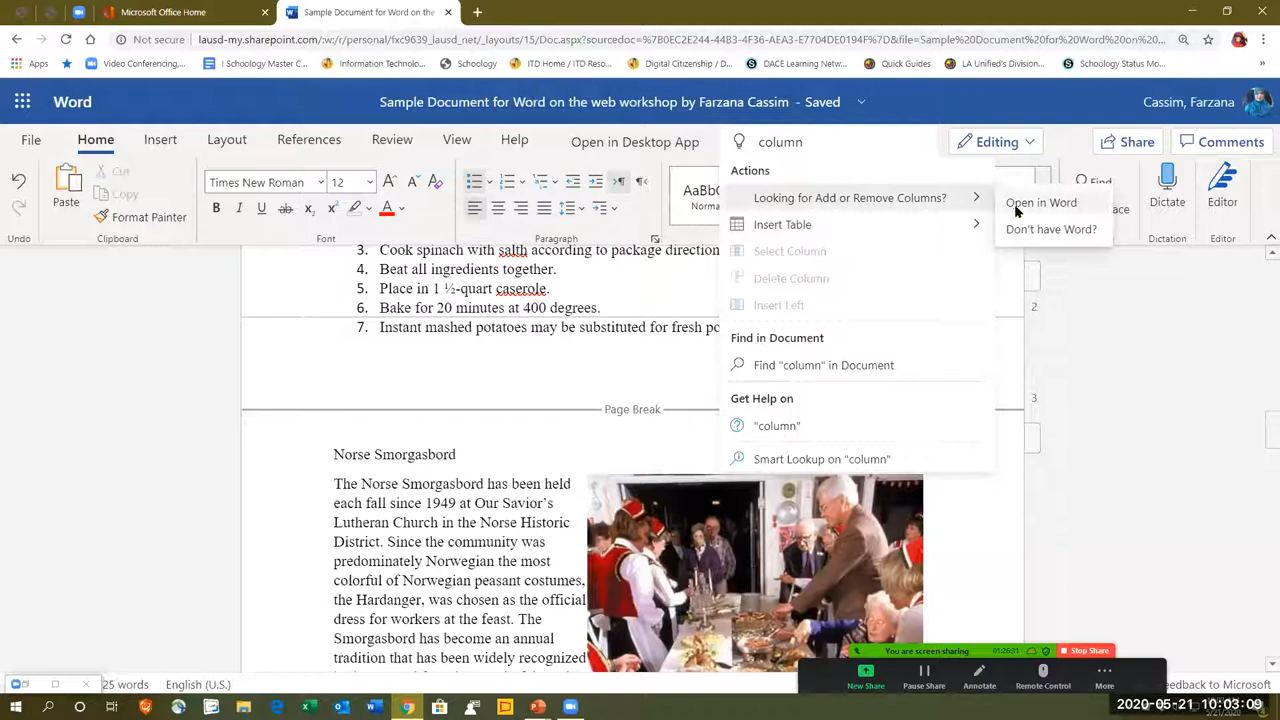 Microsoft Office Home
Sample Document for Word on the
Not secure
lausd-my.sharepoint.com/:w:/r/personal/fxc9639_lausd_net/_layouts/15/Doc.aspx?sourcedoc=%7B0EC2E244-44B3-4F36-AEA3-E7704DE0194F%7D&file=Sample%20Document%20for%20Word%20on%20...
Apps
Video Conferencing,...
! Schoology Master C...
Information Technolo...
Schoology
ITD Home / ITD Reso...
Digital Citizenship / D...
DACE Learning Netw...
Quick Guides
LA Unified's Division...
Schoology Status Mo...
Word
Sample Document for Word on the web workshop by Farzana Cassim - Saved
Cassim, Farzana
File
Home
Insert
Layout
References
Review
View
Help
Open in Desktop App
column
Editing
Share
Comments
Paste
Cut
Copy
Format Painter
Times New Roman
12
AaBbC
Norma
Find
lace
Dictate
Editor
Undo
Clipboard
Font
Paragraph
Dictation
Editor
Actions
Looking for Add or Remove Columns?
Open in Word
Don't have Word?
Insert Table
Select Column
Delete Column
Insert Left
Find in Document
Find "column" in Document
Get Help on
"column"
Smart Lookup on "column"
3. Cook spinach with salth according to package direction
4. Beat all ingredients together.
5. Place in 1 ½-quart caserole.
6. Bake for 20 minutes at 400 degrees.
7. Instant mashed potatoes may be substituted for fresh po
2
Page Break
3
Norse Smorgasbord
The Norse Smorgasbord has been held
each fall since 1949 at Our Savior's
Lutheran Church in the Norse Historic
District. Since the community was
predominately Norwegian the most
colorful of Norwegian peasant costumes,
the Hardanger, was chosen as the official
dress for workers at the feast. The
Smorgasbord has become an annual
tradition that has been widely recognized
You are screen sharing
01:26:31
Stop Share
New Share
Pause Share
Annotate
Remote Control
More
25 words
English (U.S.)
eedback to Microsoft
2020-05-21 10:03:09